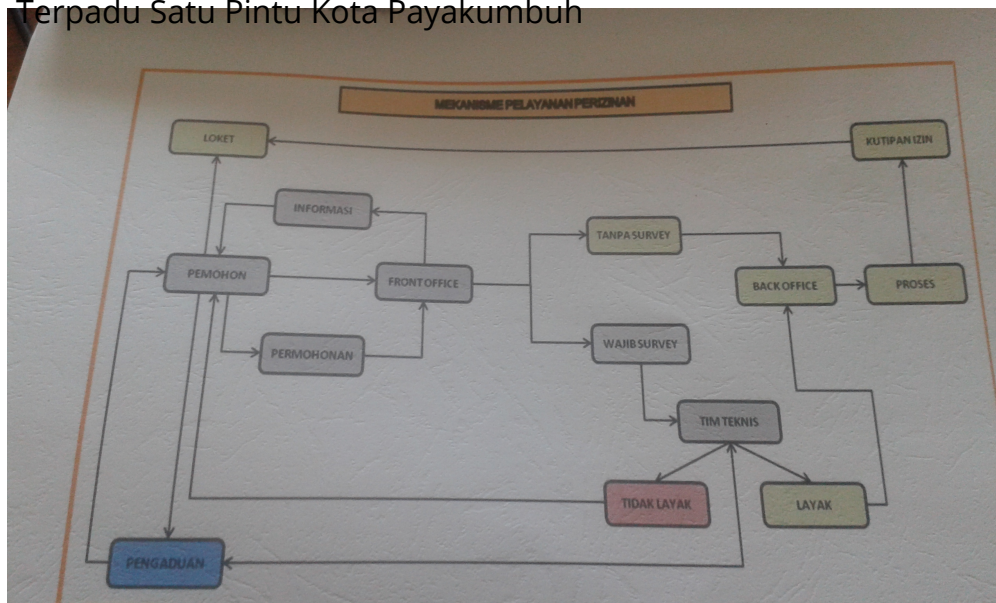 Terpadu Satu Pintu Kota Payakumbuh
MEKANISME PELAYANAN PERIZINAN
LOKET
KUTIPAN IZIN
INFORMASI
TANPA SURVEY
PEMOHON
FRONT OFFICE
BACK OFFICE
PROSES
PERMOHONAN
WAJIB SURVEY
TIM TEKNIS
TIDAK LAYAK
LAYAK
PENGADUAN